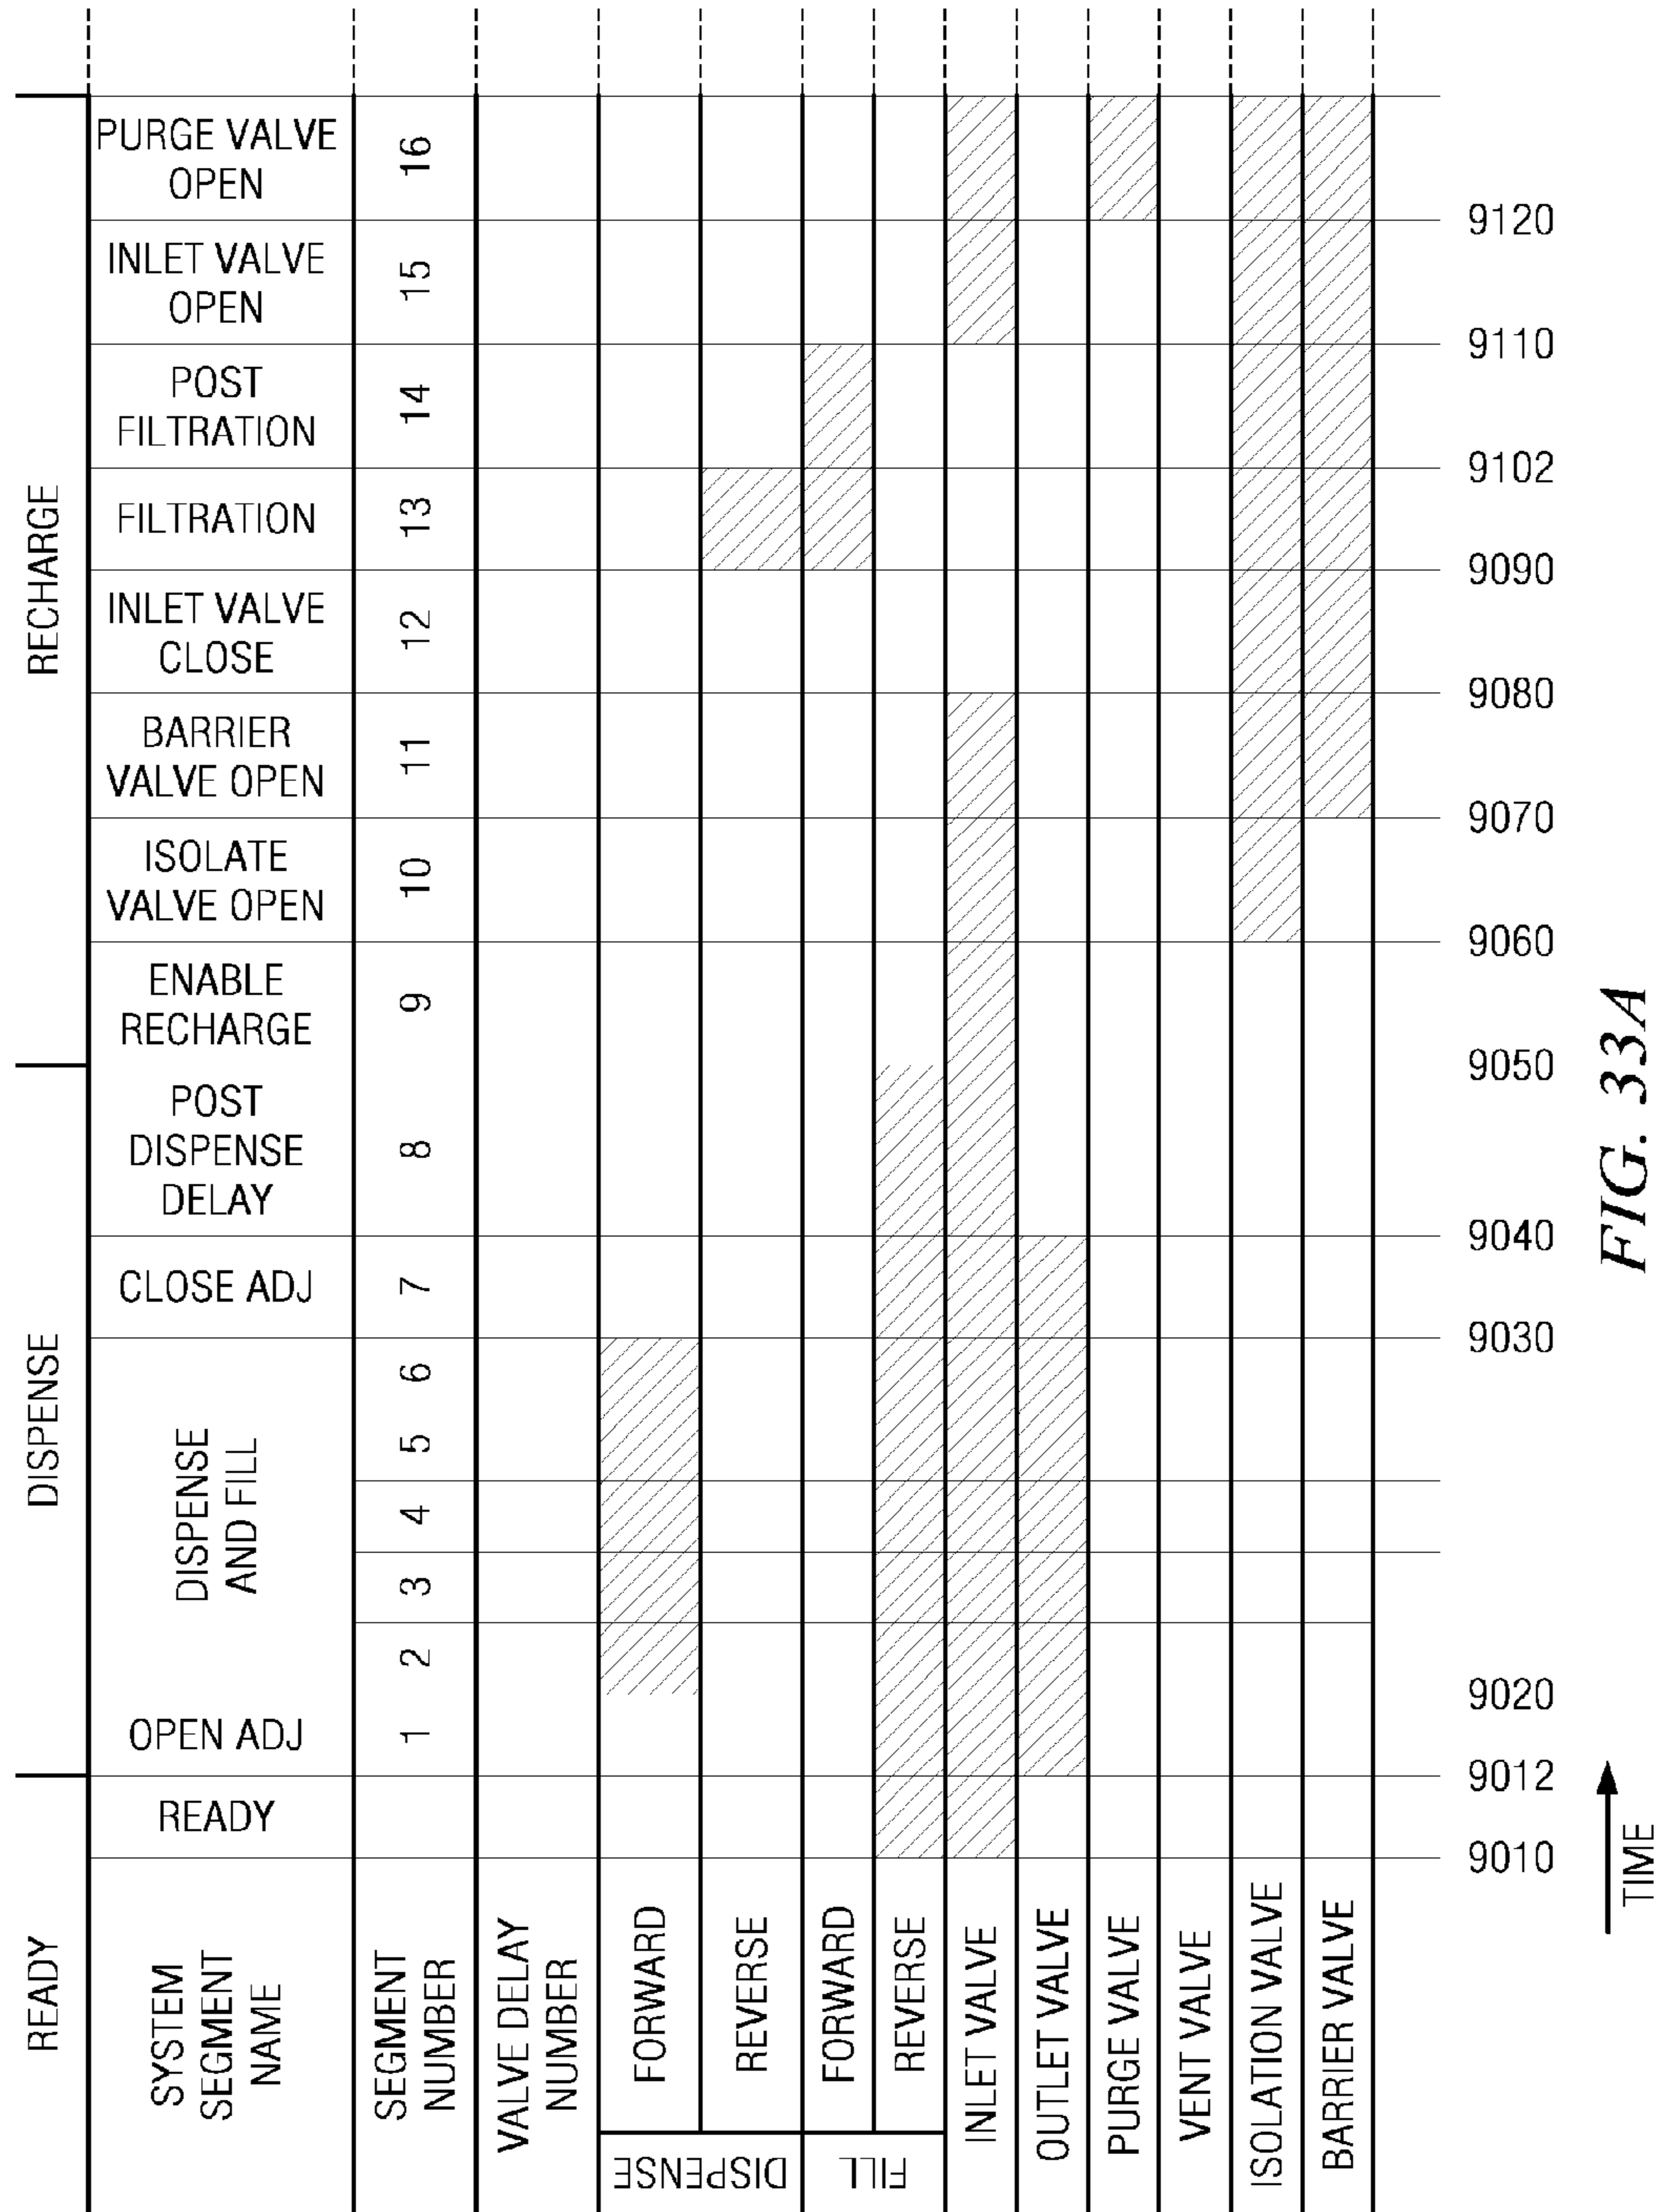 READY
DISPENSE
RECHARGE
SYSTEM
SEGMENT
NAME
READY
OPEN ADJ
DISPENSE
AND FILL
CLOSE ADJ
POST
DISPENSE
DELAY
ENABLE
RECHARGE
ISOLATE
VALVE OPEN
BARRIER
VALVE OPEN
INLET VALVE
CLOSE
FILTRATION
POST
FILTRATION
INLET VALVE
OPEN
PURGE VALVE
OPEN
SEGMENT
NUMBER
1
2
3
4
5
6
7
8
9
10
11
12
13
14
15
16
VALVE DELAY
NUMBER
DISPENSE
FORWARD
REVERSE
FILL
FORWARD
REVERSE
INLET VALVE
OUTLET VALVE
PURGE VALVE
VENT VALVE
ISOLATION VALVE
BARRIER VALVE
9010
9012
9020
9030
9040
9050
9060
9070
9080
9090
9102
9110
9120
TIME
FIG. 33A